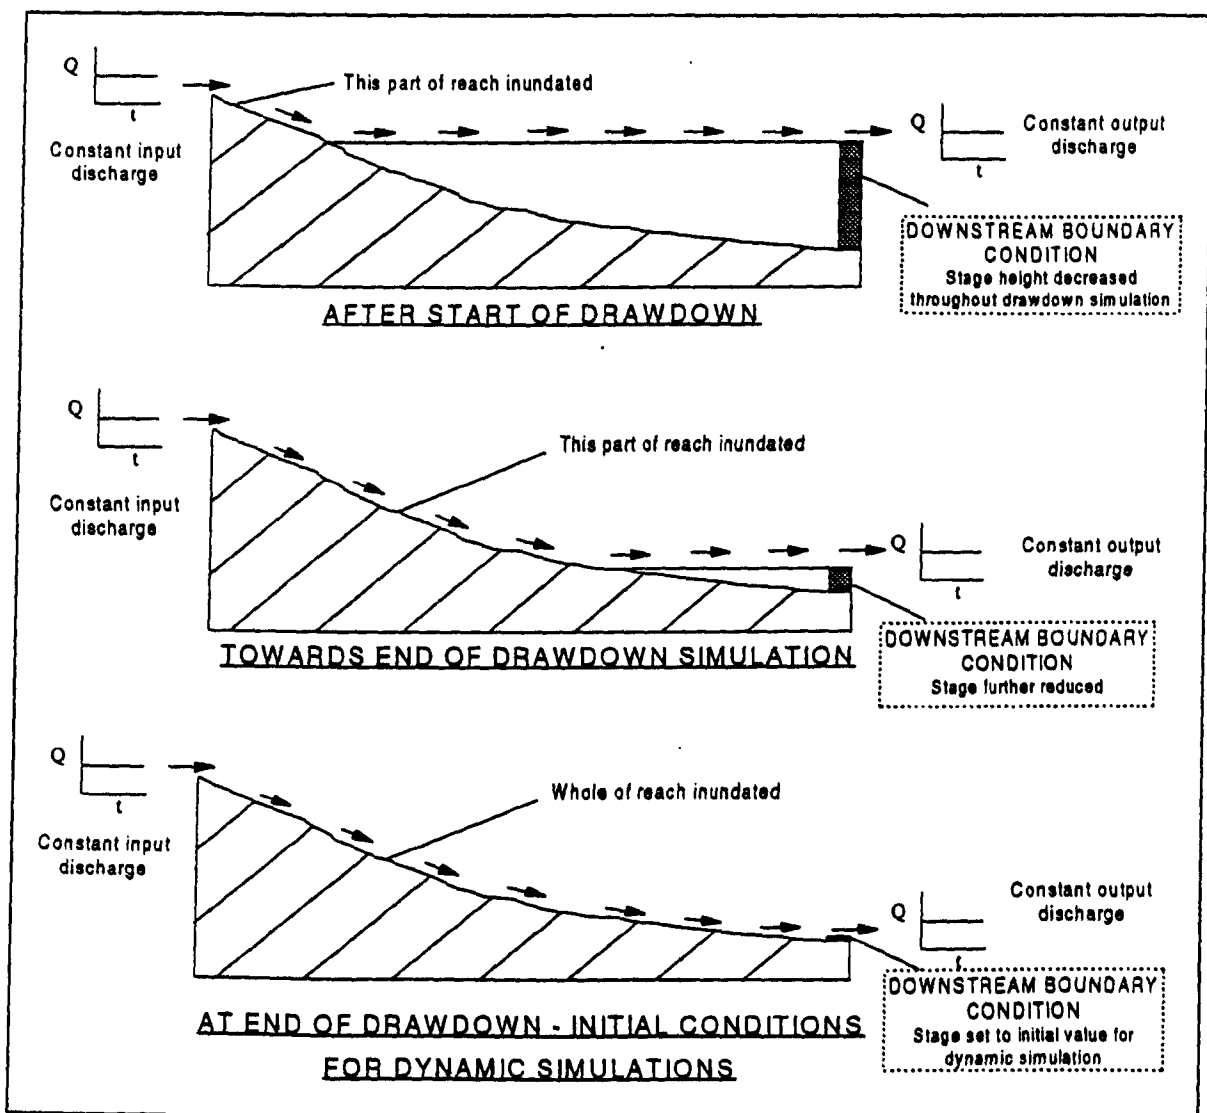 Q
t
Constant input
discharge
This part of reach inundated
Q
t
Constant output
discharge
DOWNSTREAM BOUNDARY
CONDITION
Stage height decreased
throughout drawdown simulation
AFTER START OF DRAWDOWN
Q
t
Constant input
discharge
This part of reach inundated
Q
t
Constant output
discharge
DOWNSTREAM BOUNDARY
CONDITION
Stage further reduced
TOWARDS END OF DRAWDOWN SIMULATION
Q
t
Constant input
discharge
Whole of reach inundated
Q
t
Constant output
discharge
DOWNSTREAM BOUNDARY
CONDITION
Stage set to initial value for
dynamic simulation
AT END OF DRAWDOWN - INITIAL CONDITIONS
FOR DYNAMIC SIMULATIONS